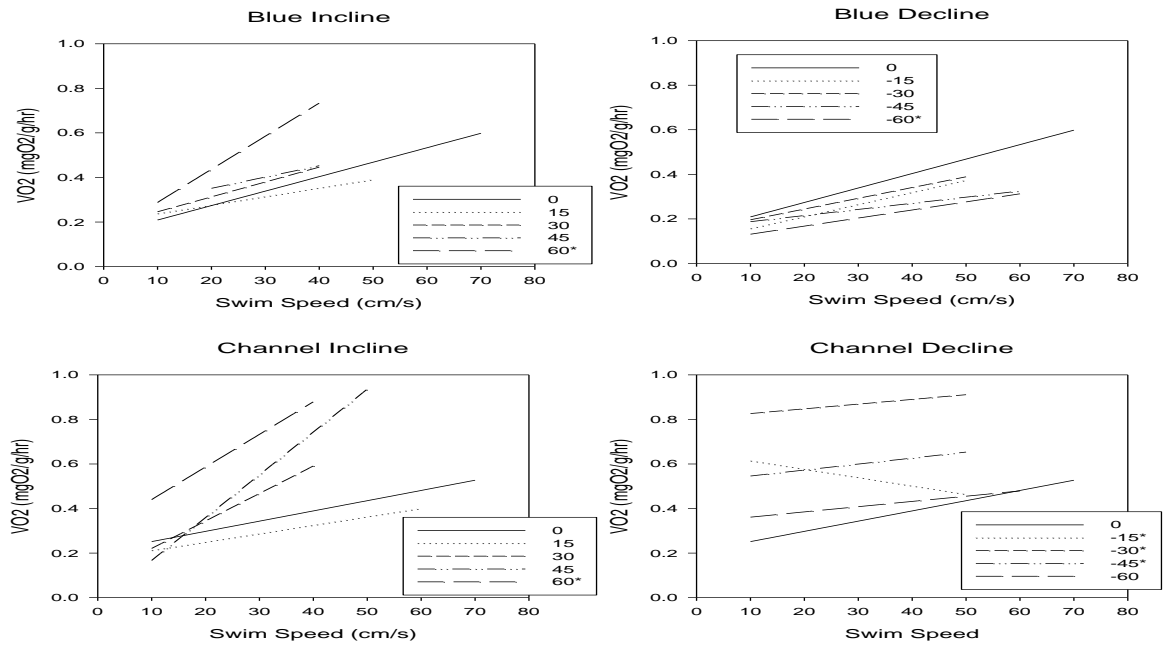 Blue Incline
VO2 (mgO2/g/hr)
1.0
0.8
0.6
0.4
0.2
0.0
0 10 20 30 40 50 60 70 80
Swim Speed (cm/s)
0
15
30
45
60*
Blue Decline
VO2 (mgO2/g/hr)
1.0
0.8
0.6
0.4
0.2
0.0
0 10 20 30 40 50 60 70 80
Swim Speed (cm/s)
0
-15
-30
-45
-60*
Channel Incline
VO2 (mgO2/g/hr)
1.0
0.8
0.6
0.4
0.2
0.0
0 10 20 30 40 50 60 70 80
Swim Speed (cm/s)
0
15
30
45
60*
Channel Decline
VO2 (mgO2/g/hr)
1.0
0.8
0.6
0.4
0.2
0.0
0 10 20 30 40 50 60 70 80
Swim Speed
0
-15*
-30*
-45*
-60